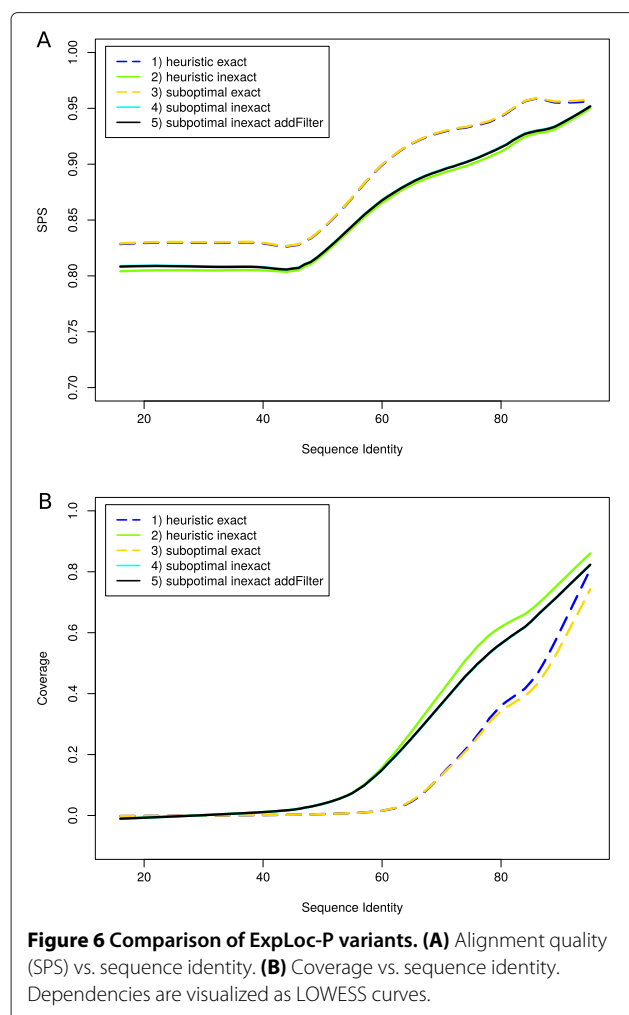 A
1) heuristic exact
2) heuristic inexact
3) suboptimal exact
4) suboptimal inexact
5) subpotimal inexact addFilter
SPS
1.00
0.95
0.90
0.85
0.80
0.75
0.70
20 40 60 80
Sequence Identity
B
1) heuristic exact
2) heuristic inexact
3) suboptimal exact
4) suboptimal inexact
5) subpotimal inexact addFilter
Coverage
1.0
0.8
0.6
0.4
0.2
0.0
20 40 60 80
Sequence Identity
Figure 6 Comparison of ExpLoc-P variants. (A) Alignment quality
(SPS) vs. sequence identity. (B) Coverage vs. sequence identity.
Dependencies are visualized as LOWESS curves.